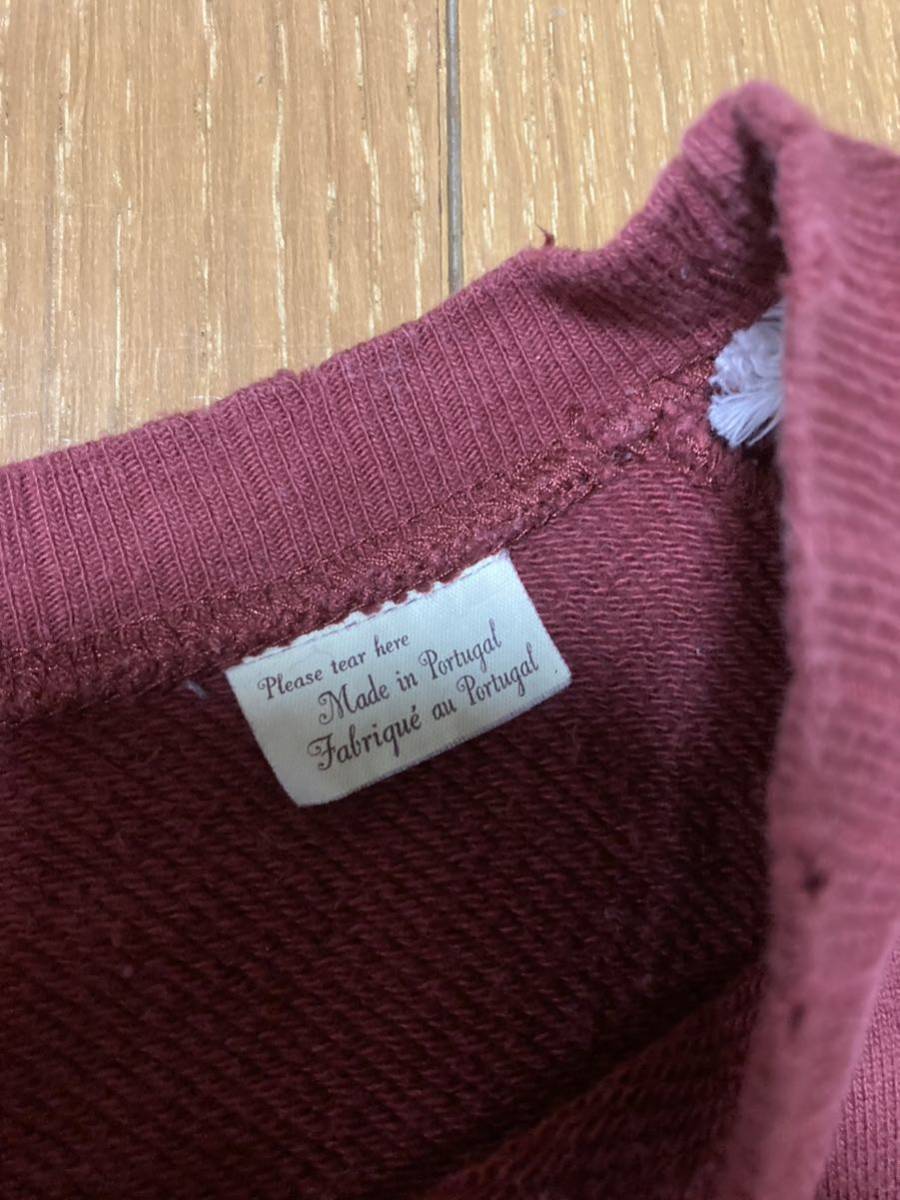 Please tear here
Made in Portugal
Fabriqué au Portugal